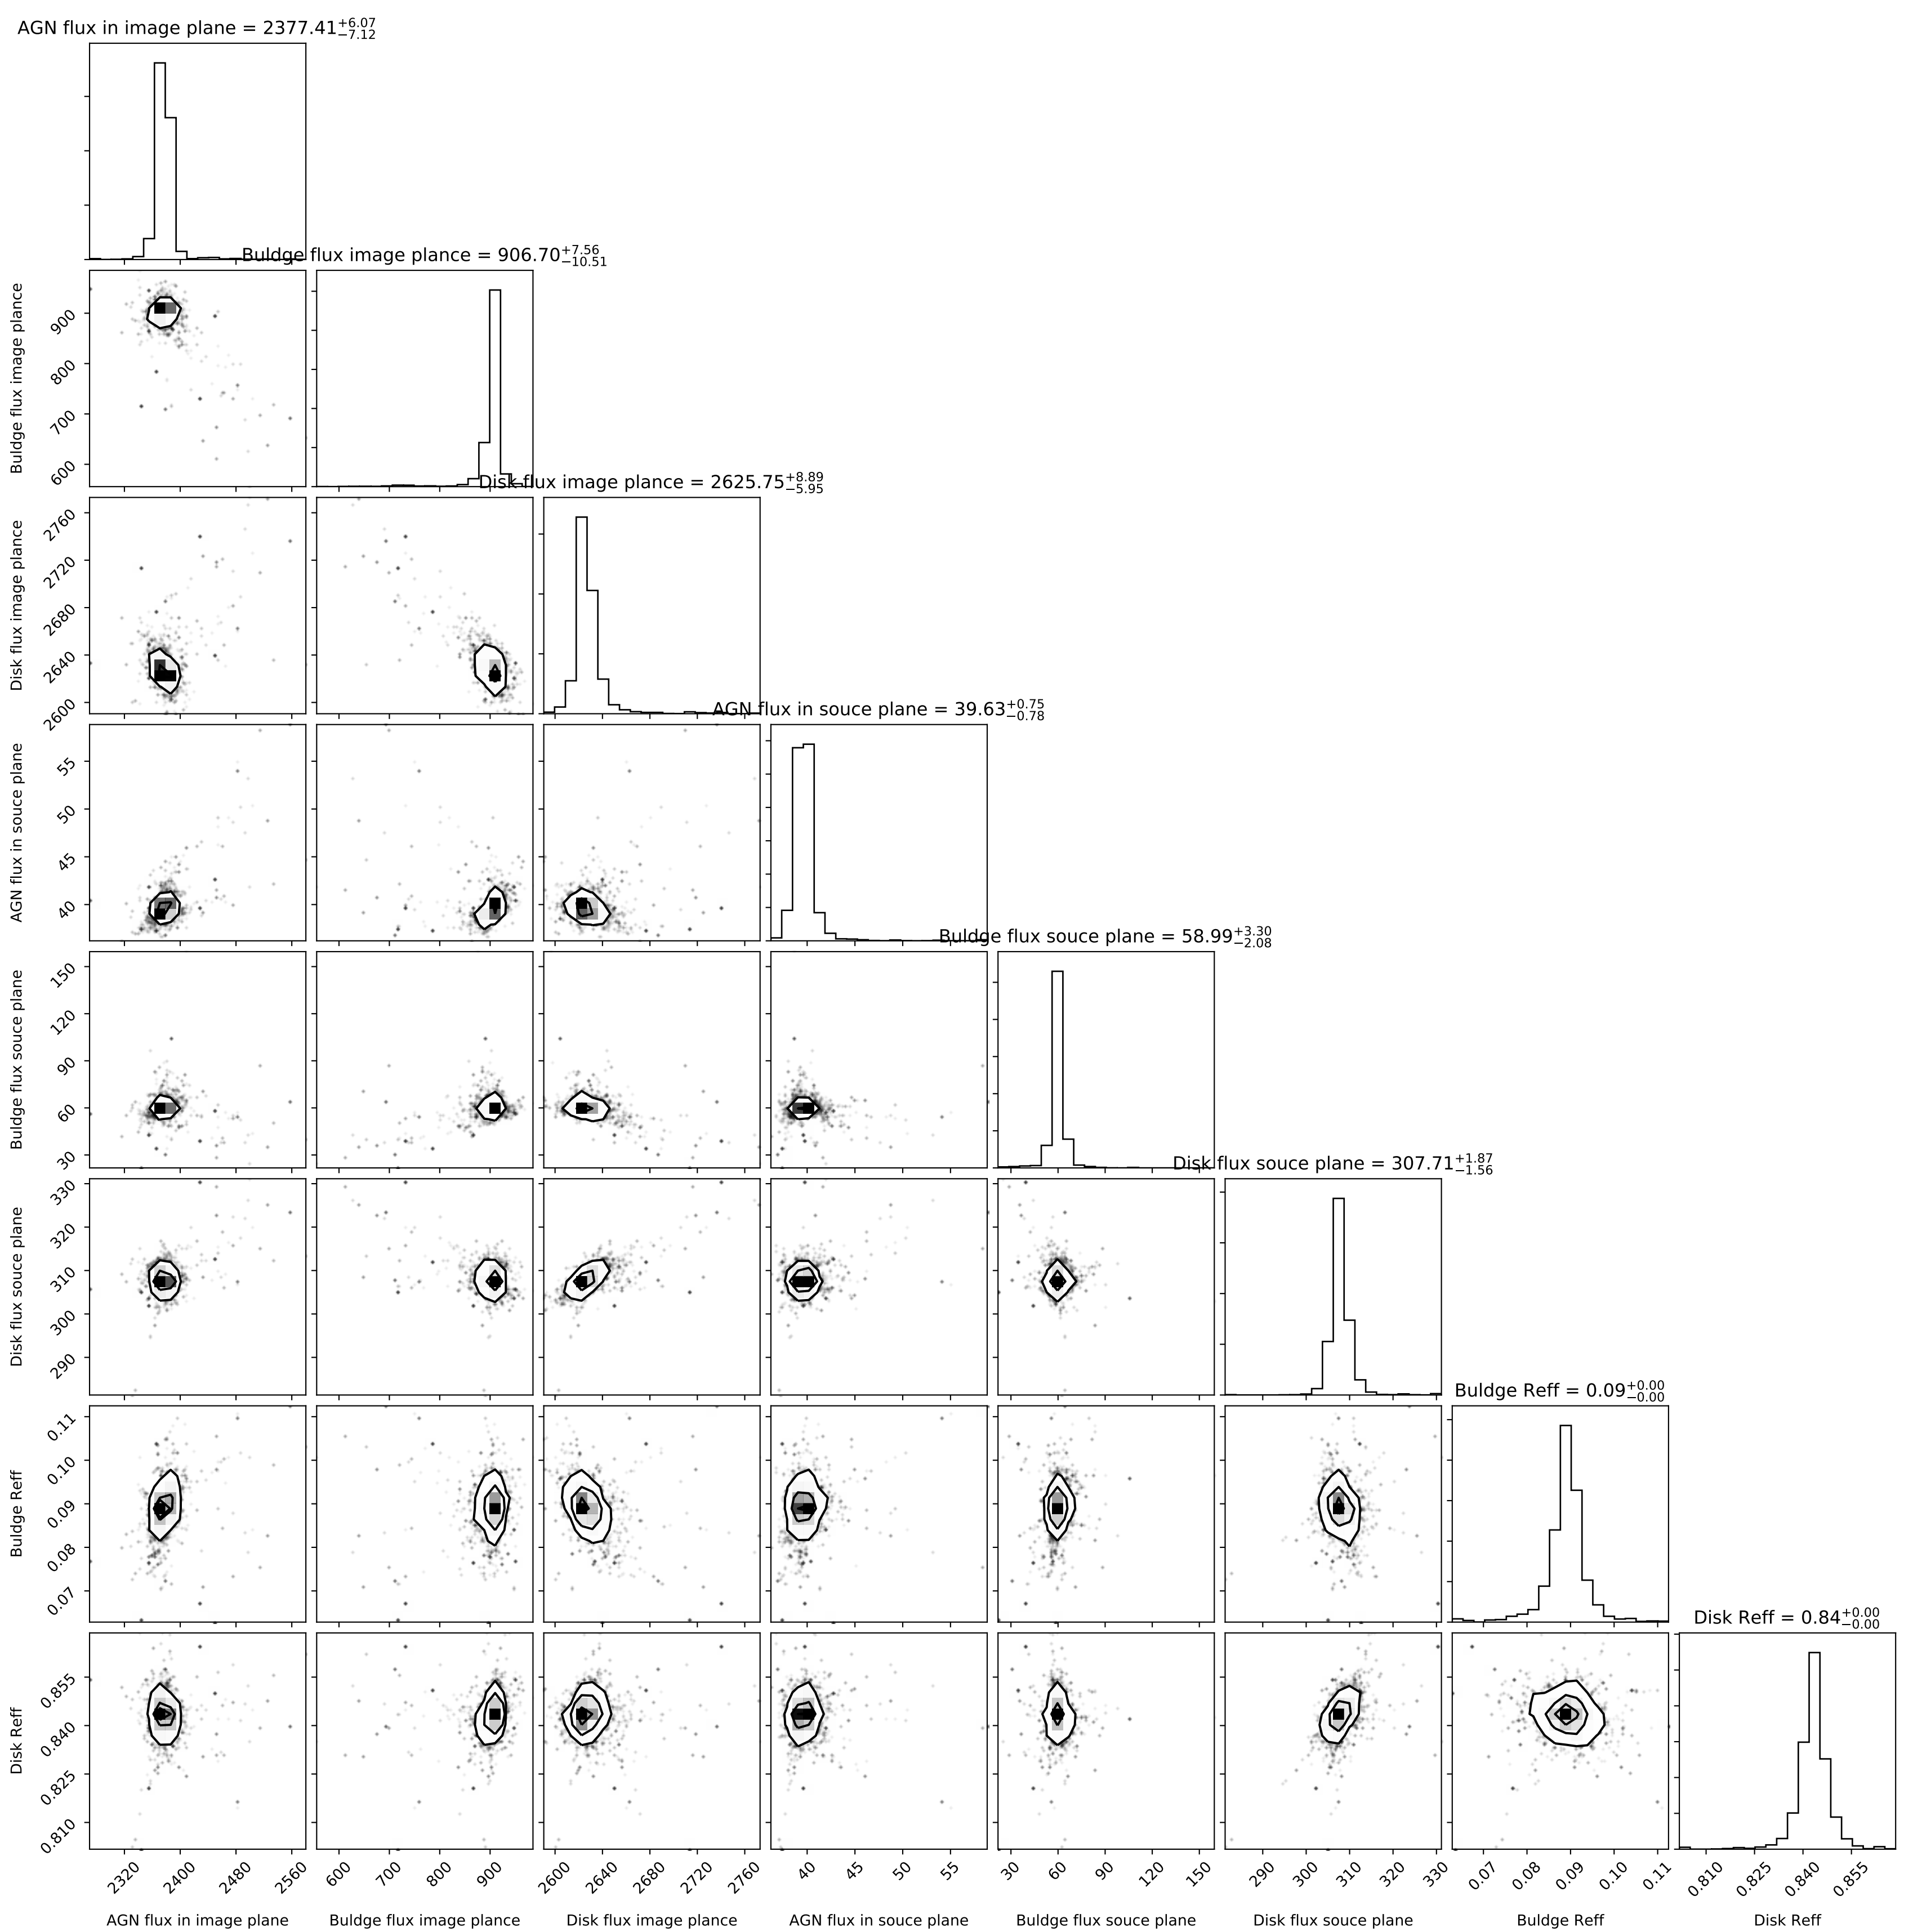 AGN flux in image plane = 2377.41+6.07 −7.12
Buldge flux image plance = 906.70+7.56 −10.51
Buldge flux image plance
900
800
700
600
Disk flux image plance = 2625.75+8.89 −5.95
Disk flux image plance
2760
2720
2680
2640
2600
AGN flux in souce plane = 39.63+0.75 −0.78
AGN flux in souce plane
55
50
45
40
Buldge flux souce plane = 58.99+3.30 −2.08
Buldge flux souce plane
150
120
90
60
30
Disk flux souce plane = 307.71+1.87 −1.56
Disk flux souce plane
330
320
310
300
290
Buldge Reff = 0.09+0.00 −0.00
Buldge Reff
0.11
0.10
0.09
0.08
0.07
Disk Reff = 0.84+0.00 −0.00
Disk Reff
0.855
0.840
0.825
0.810
2320 2400 2480 2560 600 700 800 900 2600 2640 2680 2720 2760 40 45 50 55 30 60 90 120 150 290 300 310 320 330 0.07 0.08 0.09 0.10 0.11 0.810 0.825 0.840 0.855
AGN flux in image plane Buldge flux image plance Disk flux image plance AGN flux in souce plane Buldge flux souce plane Disk flux souce plane Buldge Reff Disk Reff